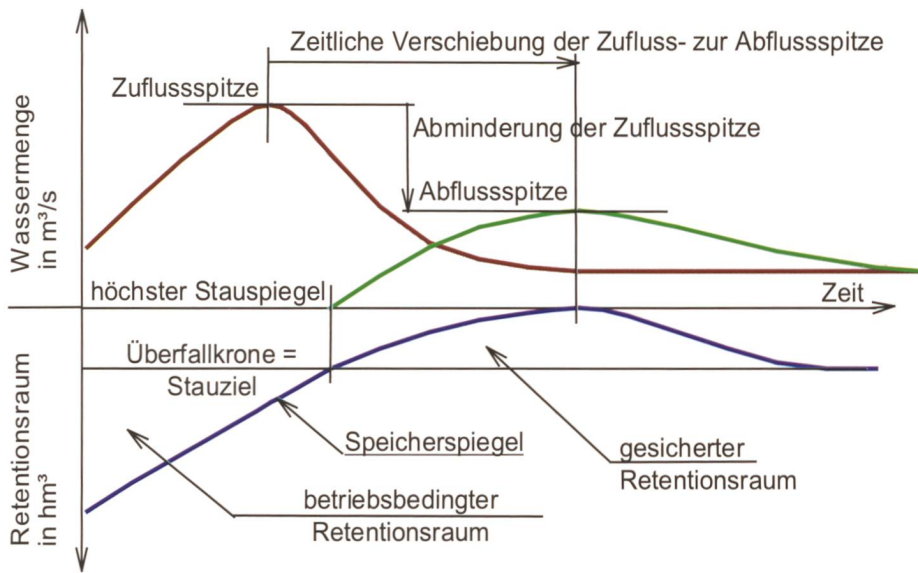 Zeitliche Verschiebung der Zufluss- zur Abflussspitze
Zuflussspitze
Abminderung der Zuflussspitze
Abflussspitze
Wassermenge
in m³/s
höchster Stauspiegel
Zeit
Überfallkrone =
Stauziel
Speicherspiegel
gesicherter
Retentionsraum
betriebsbedingter
Retentionsraum
Retentionsraum
in hm³